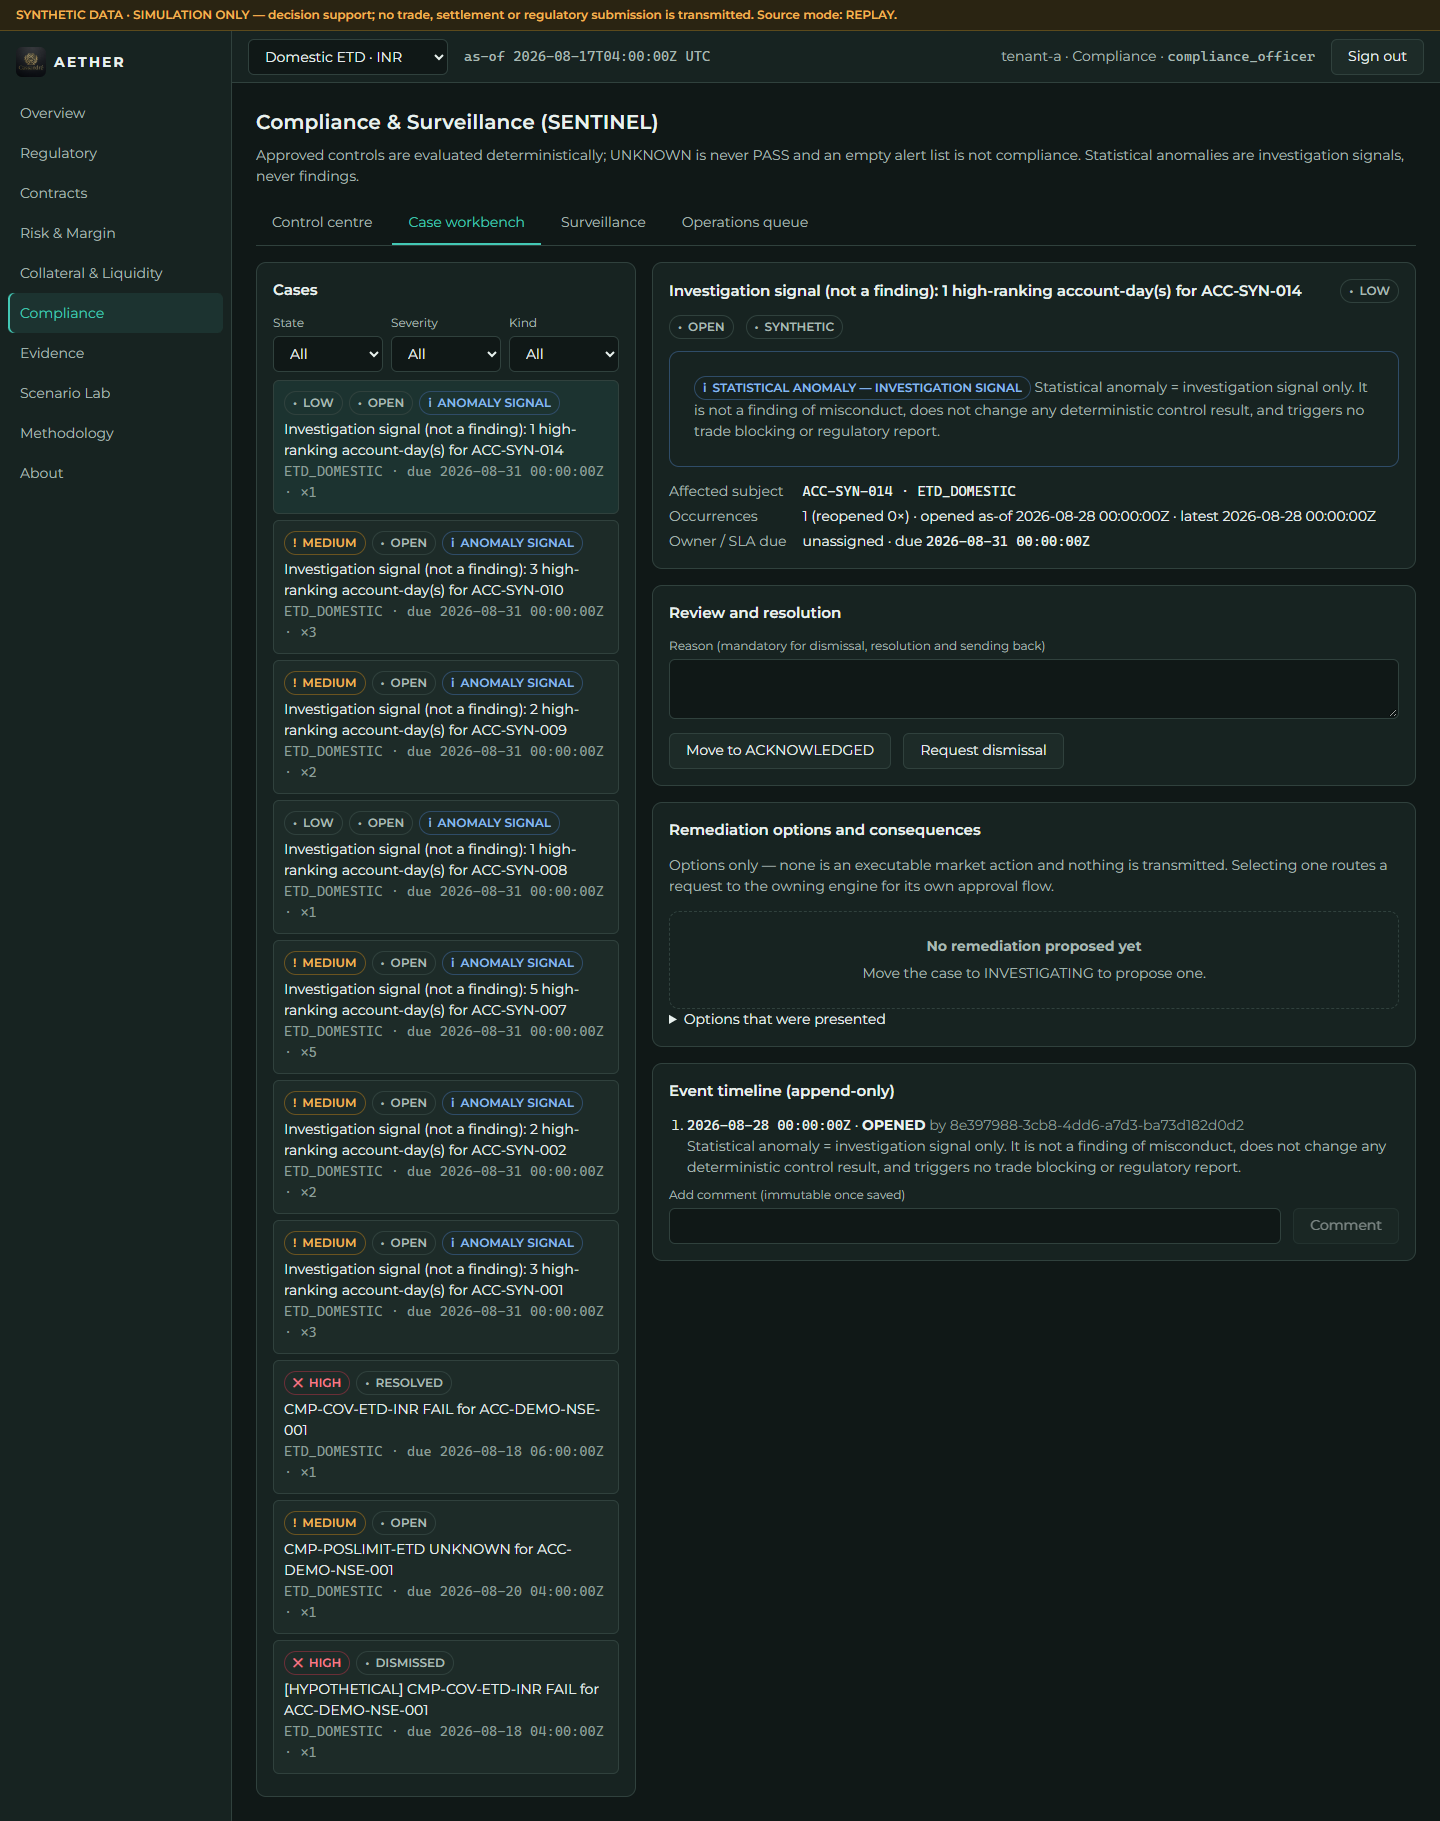 SYNTHETIC DATA · SIMULATION ONLY — decision support; no trade, settlement or regulatory submission is transmitted. Source mode: REPLAY.
AETHER
Domestic ETD · INR
as-of 2026-08-17T04:00:00Z UTC
tenant-a · Compliance · compliance_officer
Sign out
Overview
Regulatory
Contracts
Risk & Margin
Collateral & Liquidity
Compliance
Evidence
Scenario Lab
Methodology
About
Compliance & Surveillance (SENTINEL)
Approved controls are evaluated deterministically; UNKNOWN is never PASS and an empty alert list is not compliance. Statistical anomalies are investigation signals,
never findings.
Control centre
Case workbench
Surveillance
Operations queue
Cases
State
Severity
Kind
All
All
All
• LOW • OPEN i ANOMALY SIGNAL
Investigation signal (not a finding): 1 high-
ranking account-day(s) for ACC-SYN-014
ETD_DOMESTIC · due 2026-08-31 00:00:00Z
· ×1
! MEDIUM • OPEN i ANOMALY SIGNAL
Investigation signal (not a finding): 3 high-
ranking account-day(s) for ACC-SYN-010
ETD_DOMESTIC · due 2026-08-31 00:00:00Z
· ×3
! MEDIUM • OPEN i ANOMALY SIGNAL
Investigation signal (not a finding): 2 high-
ranking account-day(s) for ACC-SYN-009
ETD_DOMESTIC · due 2026-08-31 00:00:00Z
· ×2
• LOW • OPEN i ANOMALY SIGNAL
Investigation signal (not a finding): 1 high-
ranking account-day(s) for ACC-SYN-008
ETD_DOMESTIC · due 2026-08-31 00:00:00Z
· ×1
! MEDIUM • OPEN i ANOMALY SIGNAL
Investigation signal (not a finding): 5 high-
ranking account-day(s) for ACC-SYN-007
ETD_DOMESTIC · due 2026-08-31 00:00:00Z
· ×5
! MEDIUM • OPEN i ANOMALY SIGNAL
Investigation signal (not a finding): 2 high-
ranking account-day(s) for ACC-SYN-002
ETD_DOMESTIC · due 2026-08-31 00:00:00Z
· ×2
! MEDIUM • OPEN i ANOMALY SIGNAL
Investigation signal (not a finding): 3 high-
ranking account-day(s) for ACC-SYN-001
ETD_DOMESTIC · due 2026-08-31 00:00:00Z
· ×3
✕ HIGH • RESOLVED
CMP-COV-ETD-INR FAIL for ACC-DEMO-NSE-
001
ETD_DOMESTIC · due 2026-08-18 06:00:00Z
· ×1
! MEDIUM • OPEN
CMP-POSLIMIT-ETD UNKNOWN for ACC-
DEMO-NSE-001
ETD_DOMESTIC · due 2026-08-20 04:00:00Z
· ×1
✕ HIGH • DISMISSED
[HYPOTHETICAL] CMP-COV-ETD-INR FAIL for
ACC-DEMO-NSE-001
ETD_DOMESTIC · due 2026-08-18 04:00:00Z
· ×1
Investigation signal (not a finding): 1 high-ranking account-day(s) for ACC-SYN-014
• LOW
• OPEN • SYNTHETIC
i STATISTICAL ANOMALY — INVESTIGATION SIGNAL Statistical anomaly = investigation signal only. It
is not a finding of misconduct, does not change any deterministic control result, and triggers no
trade blocking or regulatory report.
Affected subject ACC-SYN-014 · ETD_DOMESTIC
Occurrences 1 (reopened 0×) · opened as-of 2026-08-28 00:00:00Z · latest 2026-08-28 00:00:00Z
Owner / SLA due unassigned · due 2026-08-31 00:00:00Z
Review and resolution
Reason (mandatory for dismissal, resolution and sending back)
Move to ACKNOWLEDGED
Request dismissal
Remediation options and consequences
Options only — none is an executable market action and nothing is transmitted. Selecting one routes a
request to the owning engine for its own approval flow.
No remediation proposed yet
Move the case to INVESTIGATING to propose one.
▶ Options that were presented
Event timeline (append-only)
1. 2026-08-28 00:00:00Z · OPENED by 8e397988-3cb8-4dd6-a7d3-ba73d182d0d2
Statistical anomaly = investigation signal only. It is not a finding of misconduct, does not change any
deterministic control result, and triggers no trade blocking or regulatory report.
Add comment (immutable once saved)
Comment